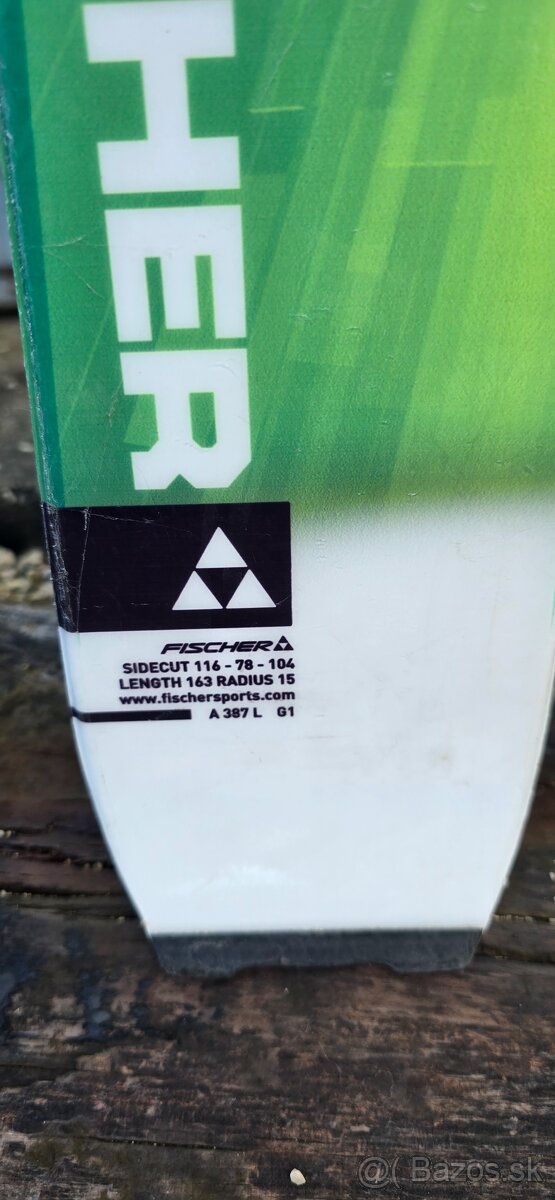 HER
FISCHER
SIDECUT 116 - 78 - 104
LENGTH 163 RADIUS 15
www.fischersports.com
A 387 L G1
@( Bazos.sk